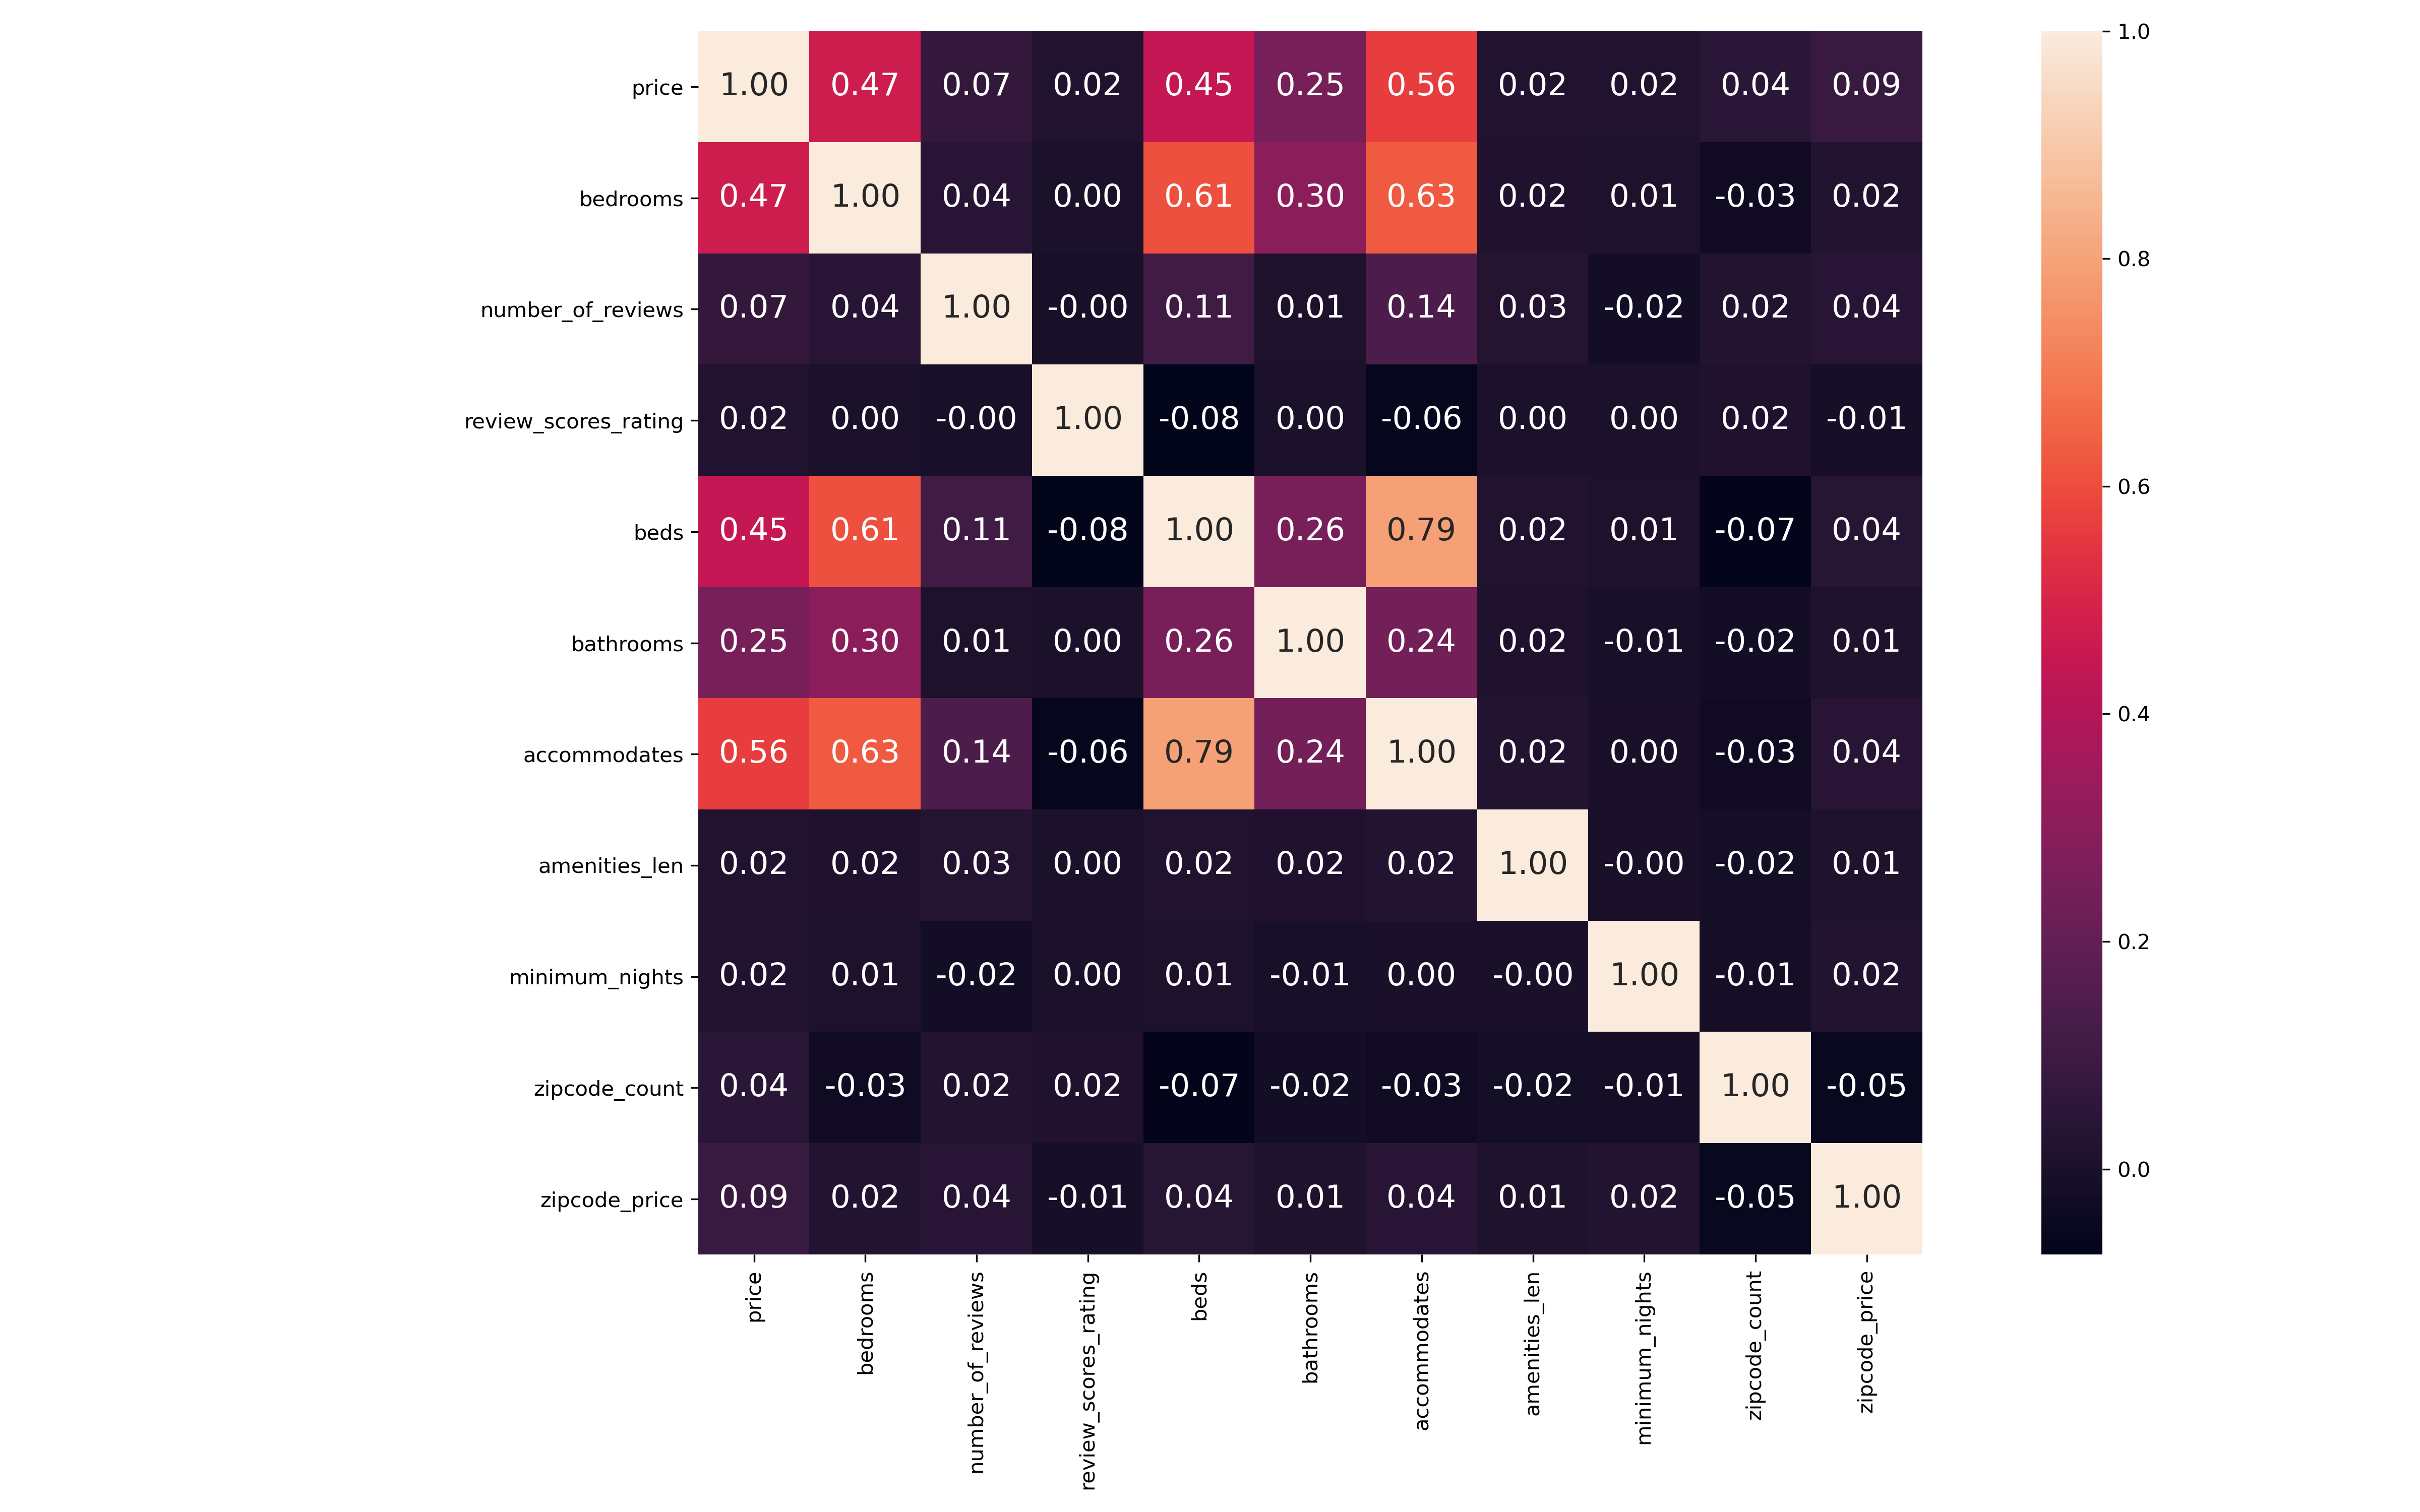 1.0
price 1.00 0.47 0.07 0.02 0.45 0.25 0.56 0.02 0.02 0.04 0.09
bedrooms 0.47 1.00 0.04 0.00 0.61 0.30 0.63 0.02 0.01 -0.03 0.02
0.8
number_of_reviews 0.07 0.04 1.00 -0.00 0.11 0.01 0.14 0.03 -0.02 0.02 0.04
review_scores_rating 0.02 0.00 -0.00 1.00 -0.08 0.00 -0.06 0.00 0.00 0.02 -0.01
0.6
beds 0.45 0.61 0.11 -0.08 1.00 0.26 0.79 0.02 0.01 -0.07 0.04
bathrooms 0.25 0.30 0.01 0.00 0.26 1.00 0.24 0.02 -0.01 -0.02 0.01
0.4
accommodates 0.56 0.63 0.14 -0.06 0.79 0.24 1.00 0.02 0.00 -0.03 0.04
amenities_len 0.02 0.02 0.03 0.00 0.02 0.02 0.02 1.00 -0.00 -0.02 0.01
0.2
minimum_nights 0.02 0.01 -0.02 0.00 0.01 -0.01 0.00 -0.00 1.00 -0.01 0.02
zipcode_count 0.04 -0.03 0.02 0.02 -0.07 -0.02 -0.03 -0.02 -0.01 1.00 -0.05
0.0
zipcode_price 0.09 0.02 0.04 -0.01 0.04 0.01 0.04 0.01 0.02 -0.05 1.00
price
bedrooms
number_of_reviews
review_scores_rating
beds
bathrooms
accommodates
amenities_len
minimum_nights
zipcode_count
zipcode_price